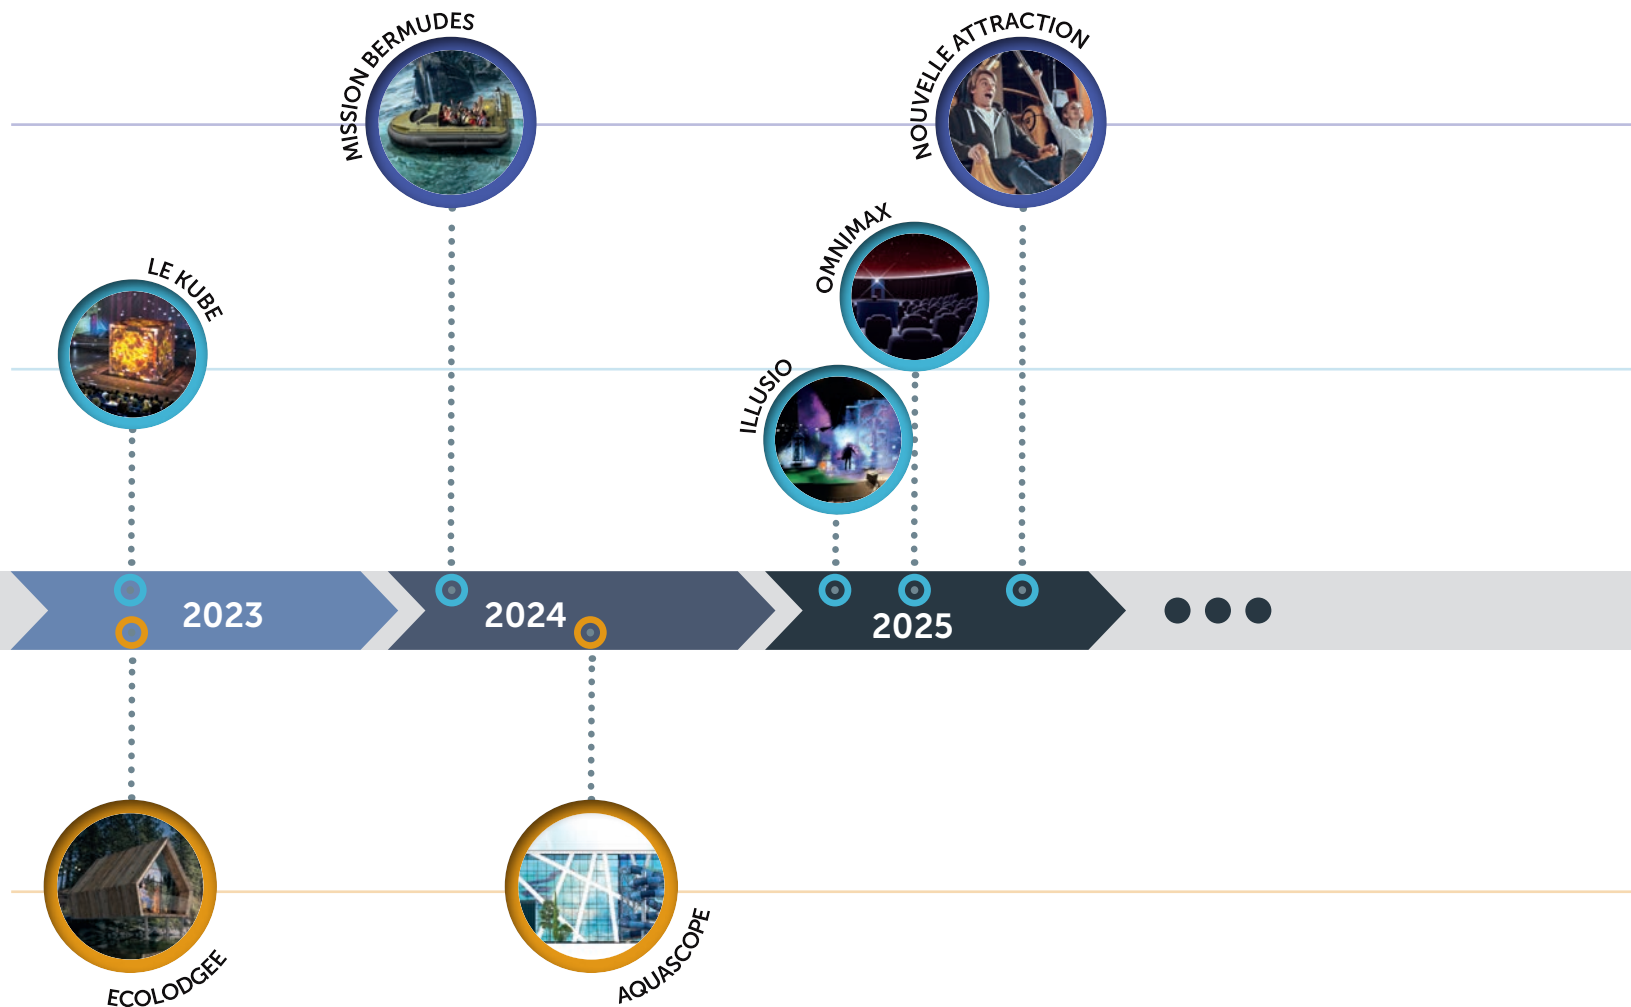 MISSION BERMUDES
NOUVELLE ATTRACTION
OMNIMAX
LE KUBE
ILLUSIO
2023
2024
2025
ECOLODGEE
AQUASCOPE